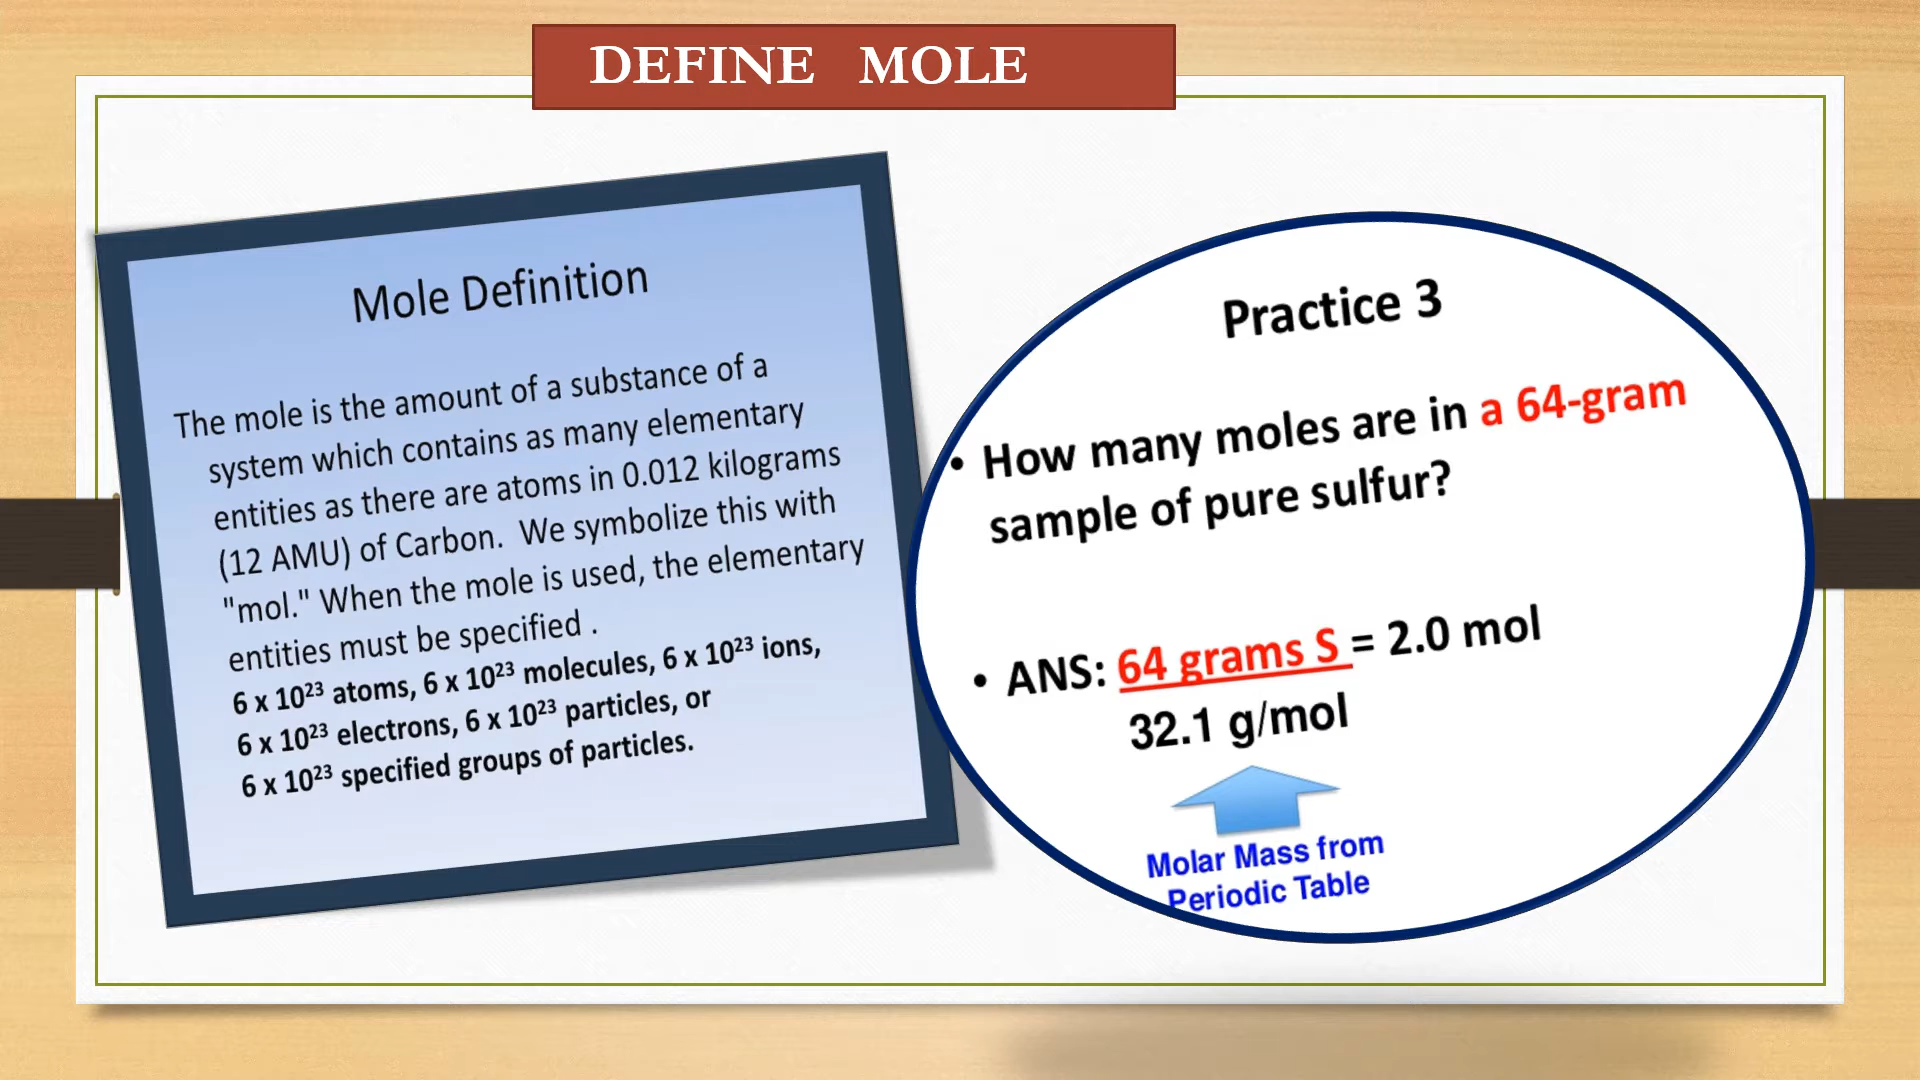 DEFINE MOLE
Mole Definition
The mole is the amount of a substance of a
system which contains as many elementary
entities as there are atoms in 0.012 kilograms
(12 AMU) of Carbon. We symbolize this with
"mol." When the mole is used, the elementary
entities must be specified .
6 x 10²³ atoms, 6 x 10²³ molecules, 6 x 10²³ ions,
6 x 10²³ electrons, 6 x 10²³ particles, or
6 x 10²³ specified groups of particles.
Practice 3
• How many moles are in a 64-gram
sample of pure sulfur?
• ANS: 64 grams S = 2.0 mol
32.1 g/mol
Molar Mass from
Periodic Table